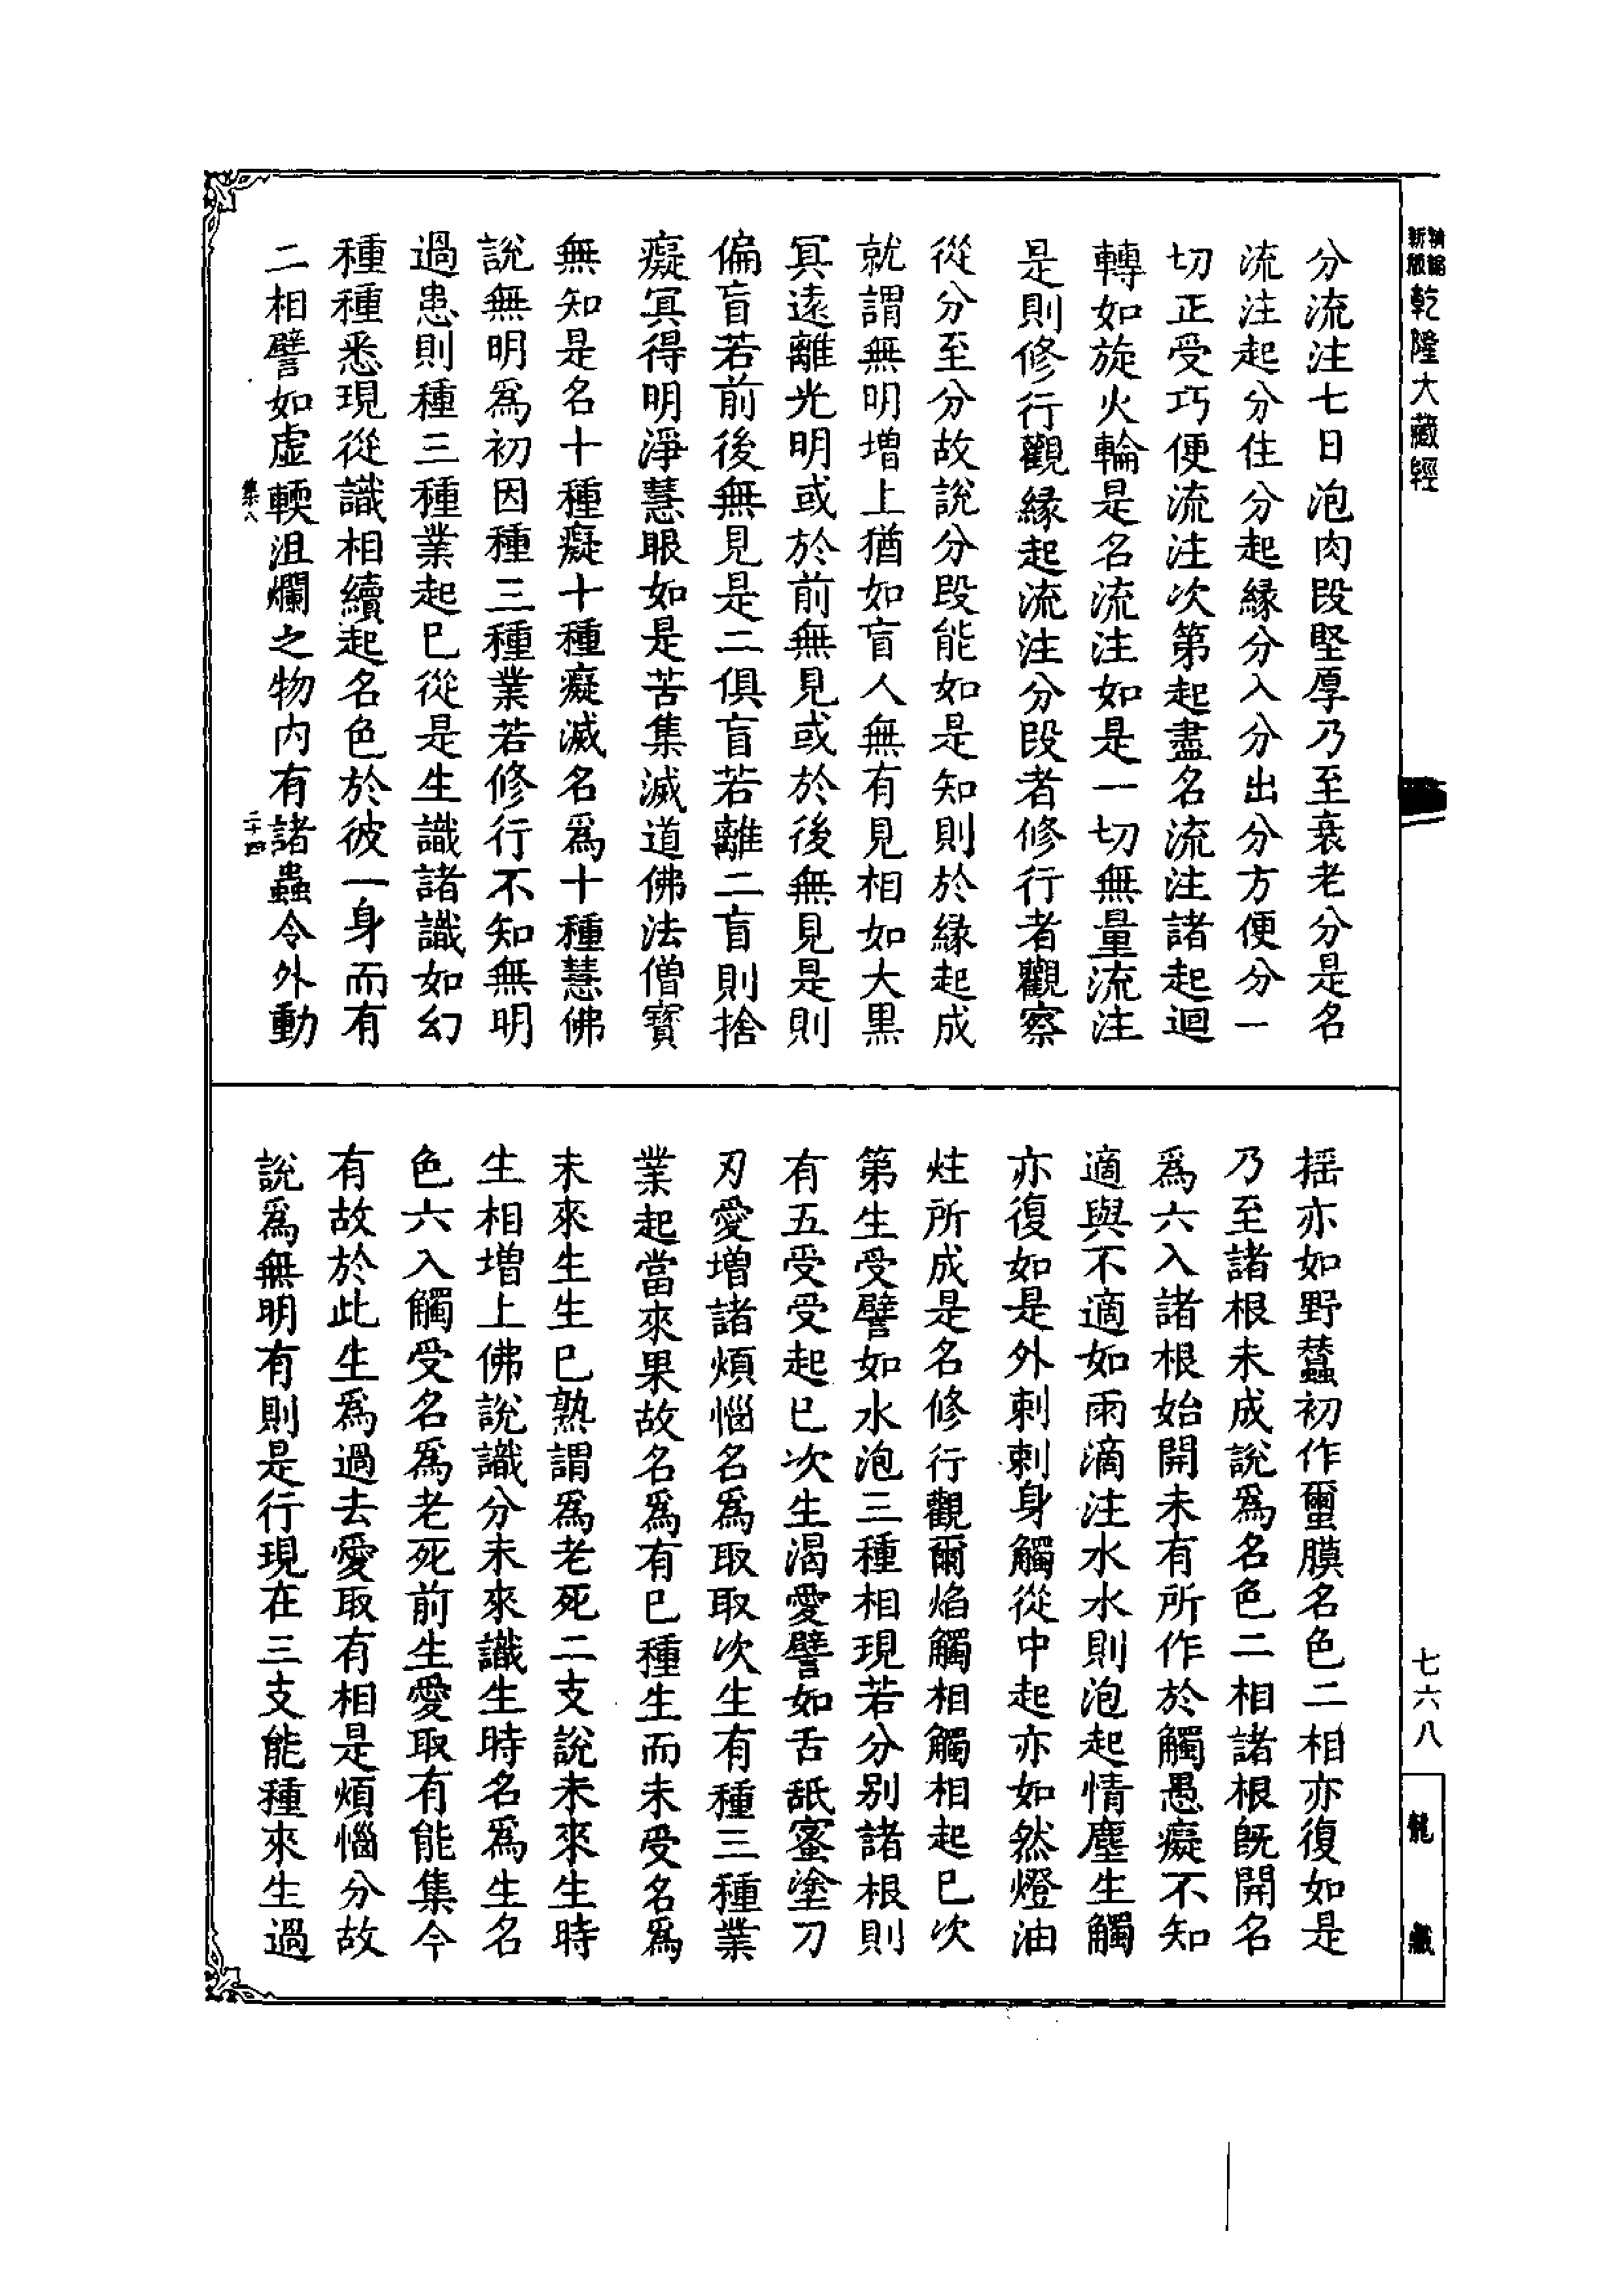 新版
乾隆大藏經
分流注七日泡肉段堅厚乃至衰老分是名
流注起分住分起緣分入分出分方便分一
切正受巧便流注次第起盡名流注諸起迴
轉如旋火輪是名流注如是一切無量流注
是則修行觀緣起流注分段者修行者觀察
從分至分故說分段能如是知則於緣起成
就謂無明增上猶如盲人無有見相如大黑
冥遠離光明或於前無見或於後無見是則
偏盲若前後無見是二俱盲若離二盲則捨
癡冥得明淨慧眼如是苦集滅道佛法僧寶
無知是名十種癡十種癡滅名爲十種慧佛
說無明爲初因種三種業若修行不知無明
過患則種三種業起已從是生識諸識如幻
種種悉現從識相續起名色於彼一身而有
二相譬如虛輭沮爛之物內有諸蟲令外動
集八
二十四
摇亦如野蠶初作䖝膜名色二相亦復如是
乃至諸根未成說爲名色二相諸根既開名
爲六入諸根始開未有所作於觸愚癡不知
適與不適如雨滴注水水則泡起情塵生觸
亦復如是外刺刺身觸從中起亦如然燈油
炷所成是名修行觀爾焰觸相觸相起已次
第生受譬如水泡三種相現若分別諸根則
有五受受起已次生渴愛譬如舌舐蜜塗刀
刃愛增諸煩惱名爲取取次生有種三種業
業起當來果故名爲有已種生而未受名爲
未來生生已熟謂爲老死二支說未來生時
生相增上佛說識分未來識生時名爲生名
色六入觸受名爲老死前生愛取有能集今
有故於此生爲過去愛取有相是煩惱分故
說爲無明有則是行現在三支能種來生過
七六八
龍藏